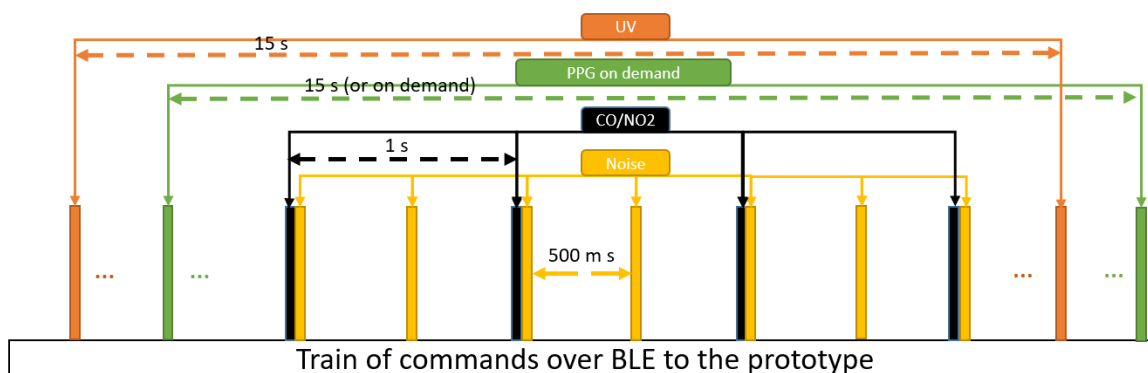 UV
15 s
PPG on demand
15 s (or on demand)
CO/NO2
1 s
Noise
500 m s
... ... ... ...
Train of commands over BLE to the prototype